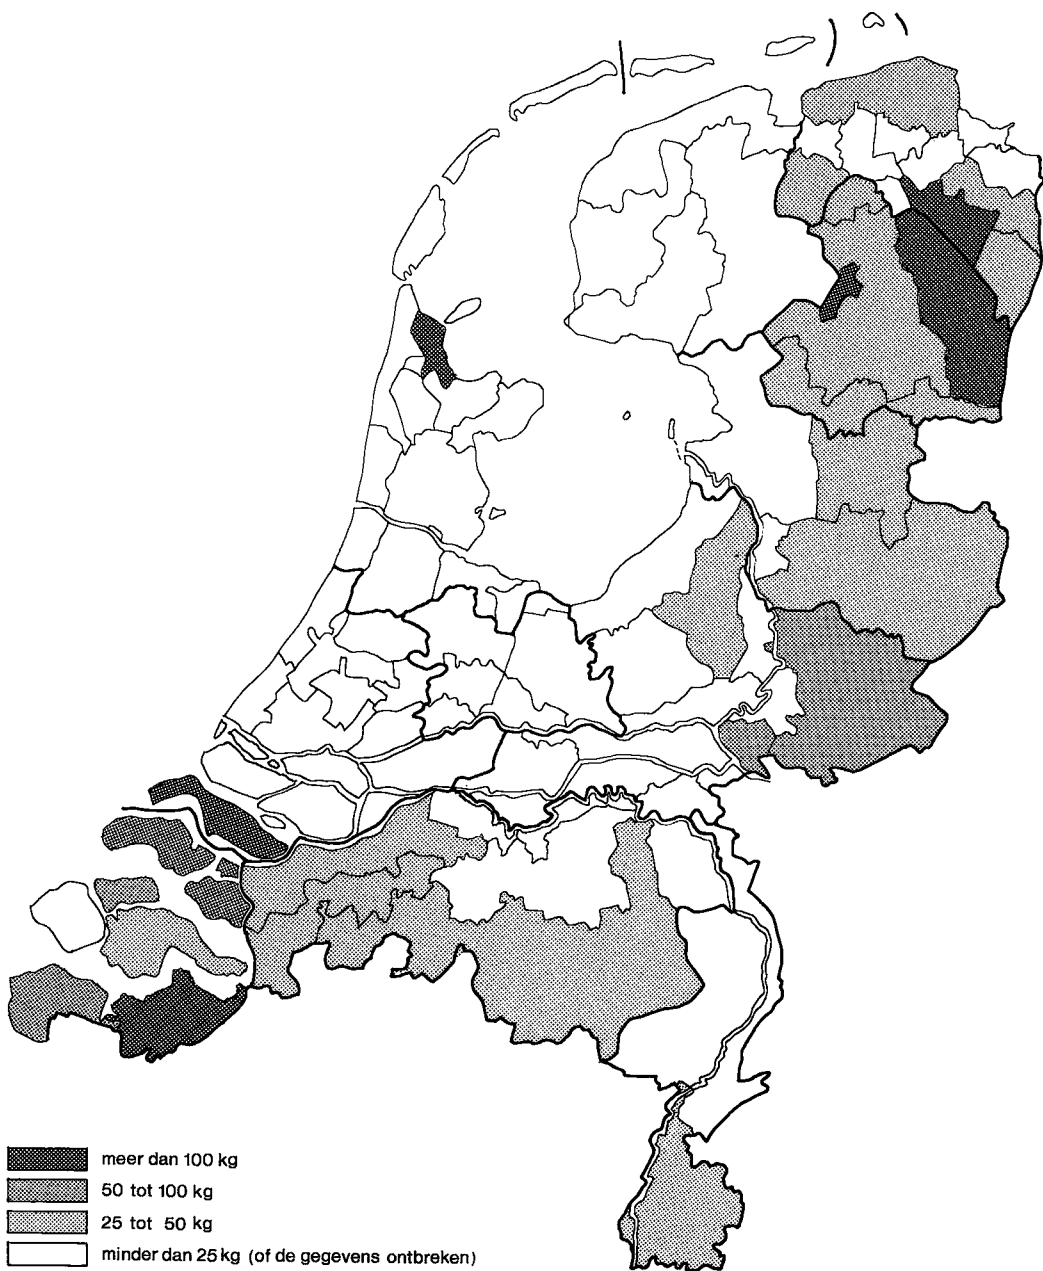 meer dan 100 kg
50 tot 100 kg
25 tot 50 kg
minder dan 25 kg (of de gegevens ontbreken)